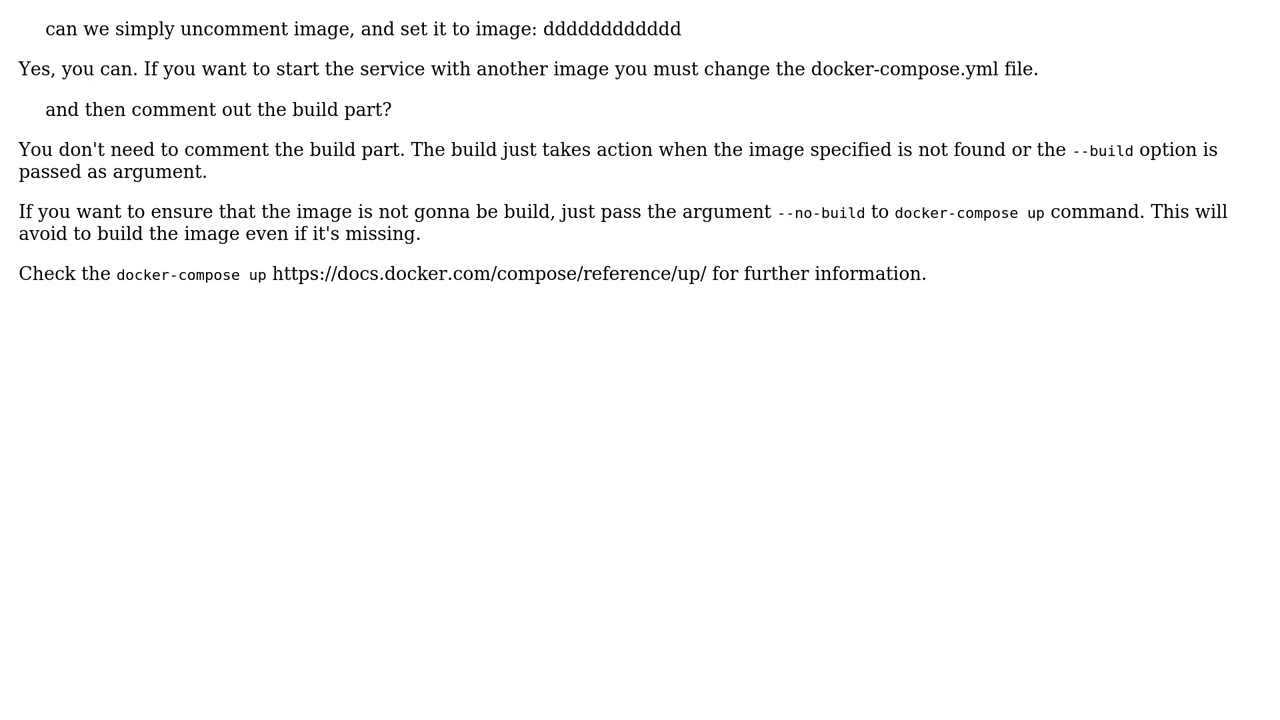 can we simply uncomment image, and set it to image: dddddddddddd
Yes, you can. If you want to start the service with another image you must change the docker-compose.yml file.
and then comment out the build part?
You don't need to comment the build part. The build just takes action when the image specified is not found or the --build option is
passed as argument.
If you want to ensure that the image is not gonna be build, just pass the argument --no-build to docker-compose up command. This will
avoid to build the image even if it's missing.
Check the docker-compose up https://docs.docker.com/compose/reference/up/ for further information.